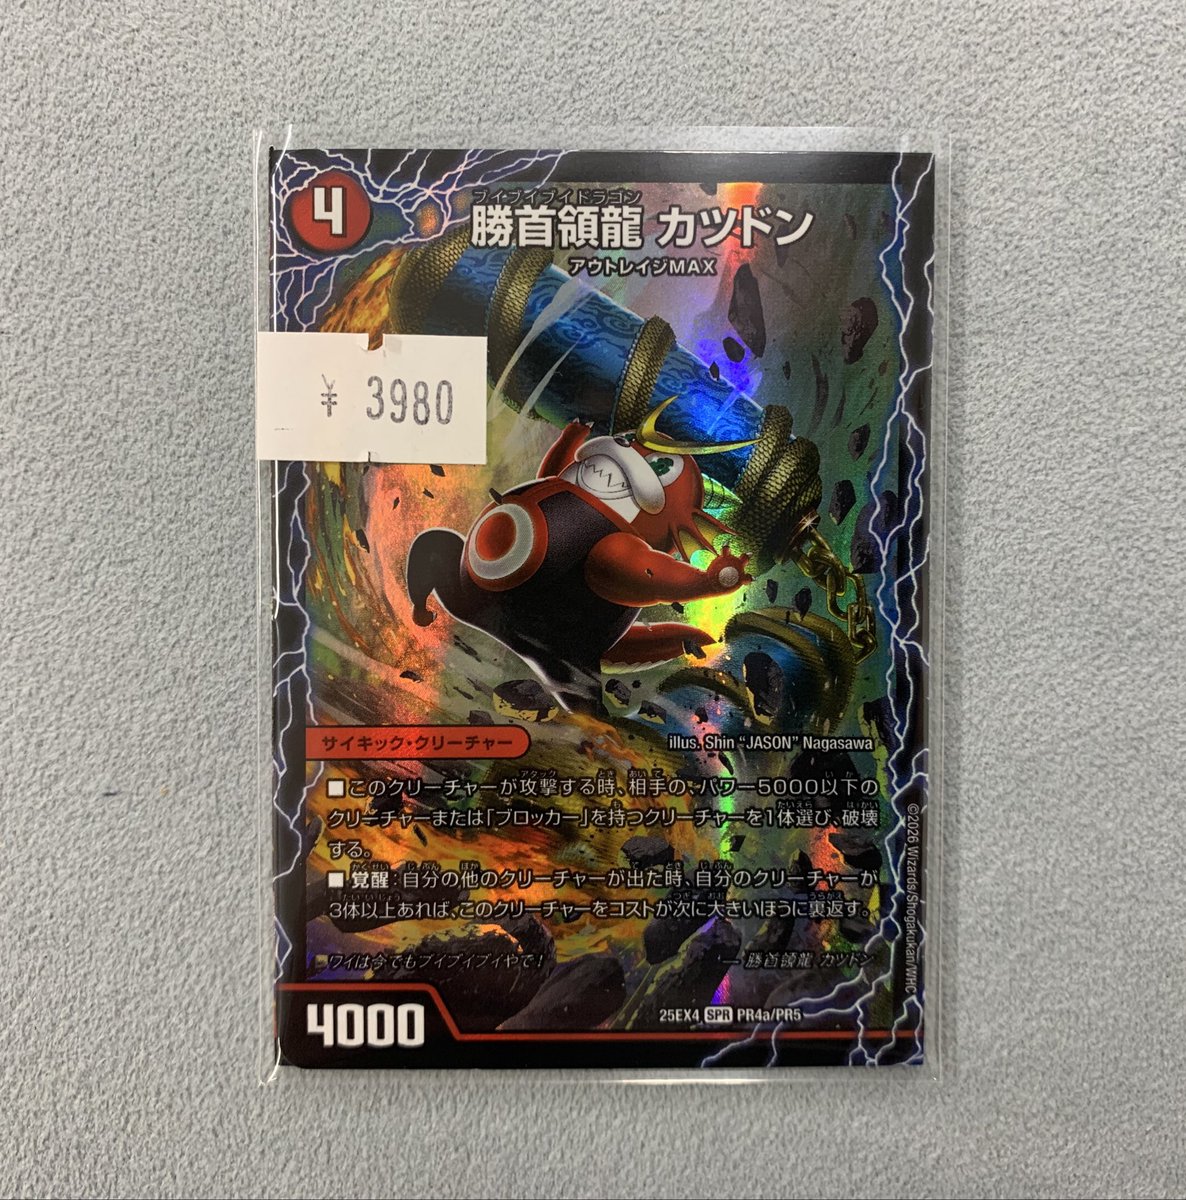 4
ブイ・ブイブイドラゴン
勝首領龍 カツドン
アウトレイジMAX
¥ 3980
サイキック・クリーチャー
illus. Shin “JASON” Nagasawa
■このクリーチャーが攻撃する時、相手の、パワー5000以下の
クリーチャーまたは「ブロッカー」を持つクリーチャーを1体選び、破壊
する。
■覚醒:自分の他のクリーチャーが出た時、自分のクリーチャーが
3体以上あれば、このクリーチャーをコストが次に大きいほうに裏返す。
ワイは今でもブイブイブイやで! — 勝首領龍 カツドン
4000
25EX4 SPR PR4a/PR5
©2026 Wizards/Shogakukan/WHC